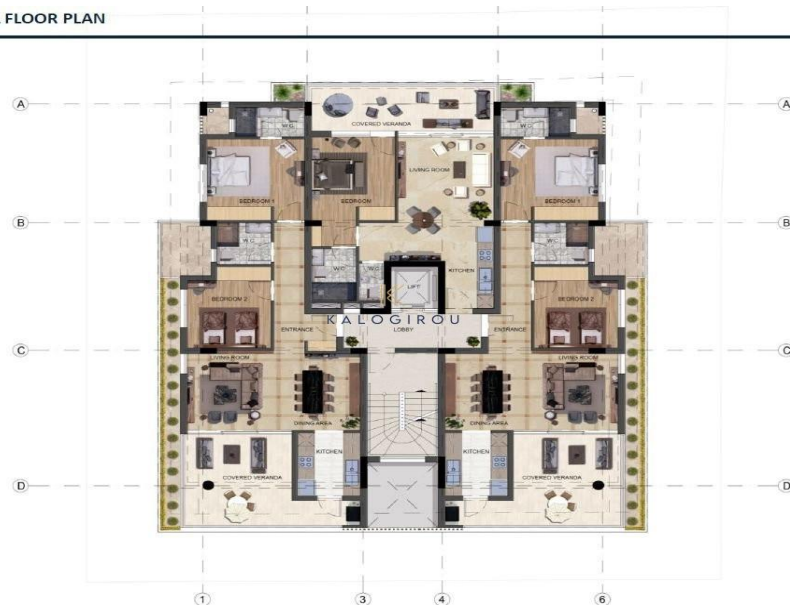 FLOOR PLAN
A
A
COVERED VERANDA
W.C.
W.C.
LIVING ROOM
BEDROOM 1
BEDROOM
BEDROOM 1
B
B
W.C.
W.C.
W.C.
W.C.
KITCHEN
LIFT
BEDROOM 2
BEDROOM 2
KALOGIROU
ENTRANCE
LOBBY
ENTRANCE
C
C
LIVING ROOM
LIVING ROOM
DINING AREA
DINING AREA
KITCHEN
KITCHEN
COVERED VERANDA
COVERED VERANDA
D
D
1
3
4
6